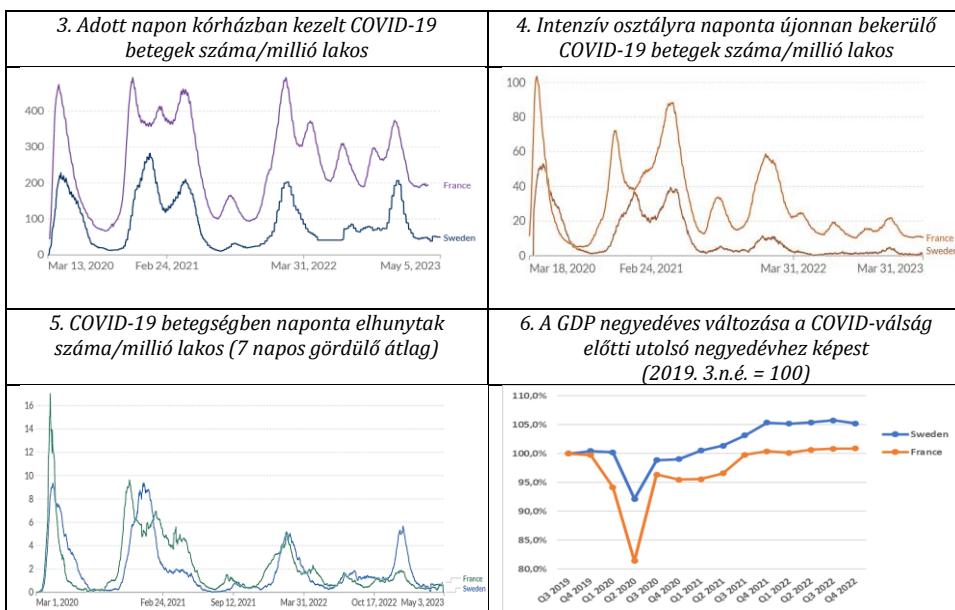 3. Adott napon kórházban kezelt COVID-19
betegek száma/millió lakos
400
300
200
100
0
France
Sweden
Mar 13, 2020
Feb 24, 2021
Mar 31, 2022
May 5, 2023
4. Intenzív osztályra naponta újonnan bekerülő
COVID-19 betegek száma/millió lakos
100
80
60
40
20
0
France
Sweden
Mar 18, 2020
Feb 24, 2021
Mar 31, 2022
Mar 31, 2023
5. COVID-19 betegségben naponta elhunytak
száma/millió lakos (7 napos gördülő átlag)
16
14
12
10
8
6
4
2
0
France
Sweden
Mar 1, 2020
Feb 24, 2021
Sep 12, 2021
Mar 31, 2022
Oct 17, 2022
May 3, 2023
6. A GDP negyedéves változása a COVID-válság
előtti utolsó negyedévhez képest
(2019. 3.n.é. = 100)
110,0%
105,0%
100,0%
95,0%
90,0%
85,0%
80,0%
Sweden
France
Q3 2019
Q4 2019
Q1 2020
Q2 2020
Q3 2020
Q4 2020
Q1 2021
Q2 2021
Q3 2021
Q4 2021
Q1 2022
Q2 2022
Q3 2022
Q4 2022